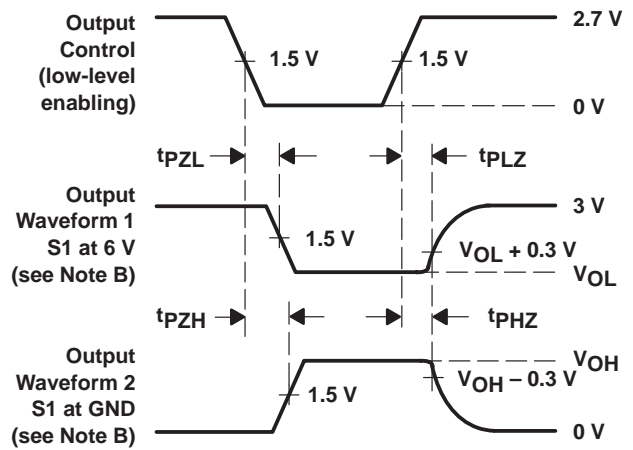 Output
Control
(low-level
enabling)
2.7 V
1.5 V
1.5 V
0 V
tPZL
tPLZ
Output
Waveform 1
S1 at 6 V
(see Note B)
3 V
1.5 V
VOL + 0.3 V
VOL
tPZH
tPHZ
Output
Waveform 2
S1 at GND
(see Note B)
VOH
VOH – 0.3 V
1.5 V
0 V